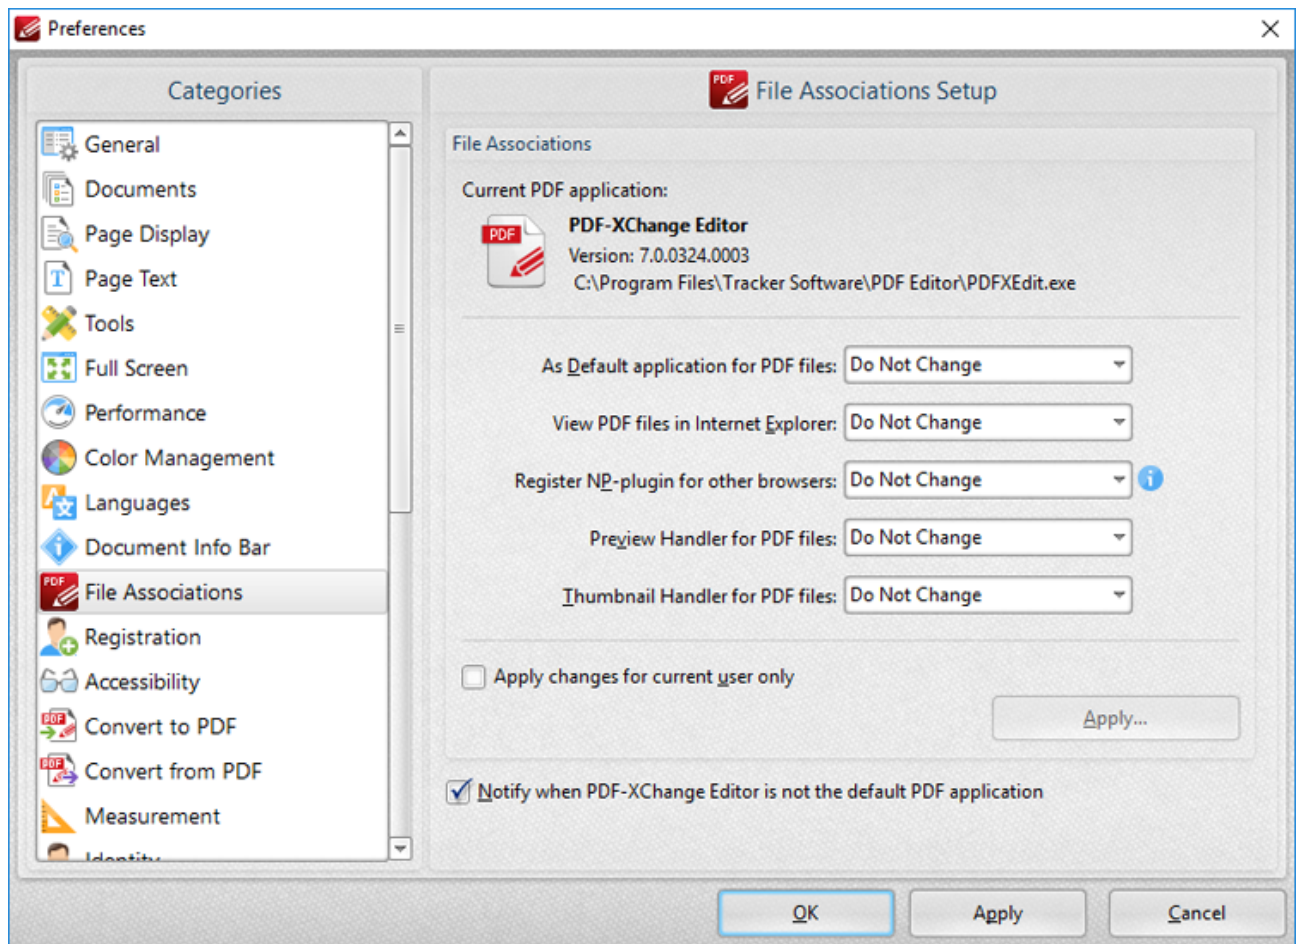 Preferences
Categories
General
Documents
Page Display
Page Text
Tools
Full Screen
Performance
Color Management
Languages
Document Info Bar
File Associations
Registration
Accessibility
Convert to PDF
Convert from PDF
Measurement
Identity
File Associations Setup
File Associations
Current PDF application:
PDF-XChange Editor
Version: 7.0.0324.0003
C:\Program Files\Tracker Software\PDF Editor\PDFXEdit.exe
As Default application for PDF files: Do Not Change
View PDF files in Internet Explorer: Do Not Change
Register NP-plugin for other browsers: Do Not Change
Preview Handler for PDF files: Do Not Change
Thumbnail Handler for PDF files: Do Not Change
Apply changes for current user only
Apply...
Notify when PDF-XChange Editor is not the default PDF application
OK Apply Cancel